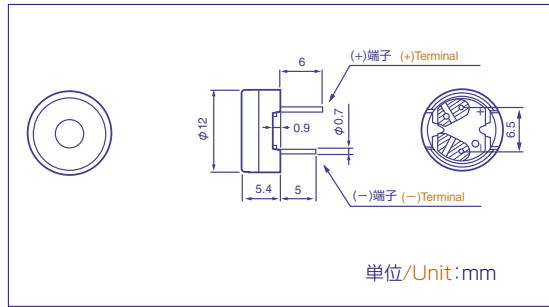 6
(+)端子 (+)Terminal
φ12
0.9
φ0.7
+
−
6.5
5.4
5
(−)端子 (−)Terminal
単位/Unit:mm